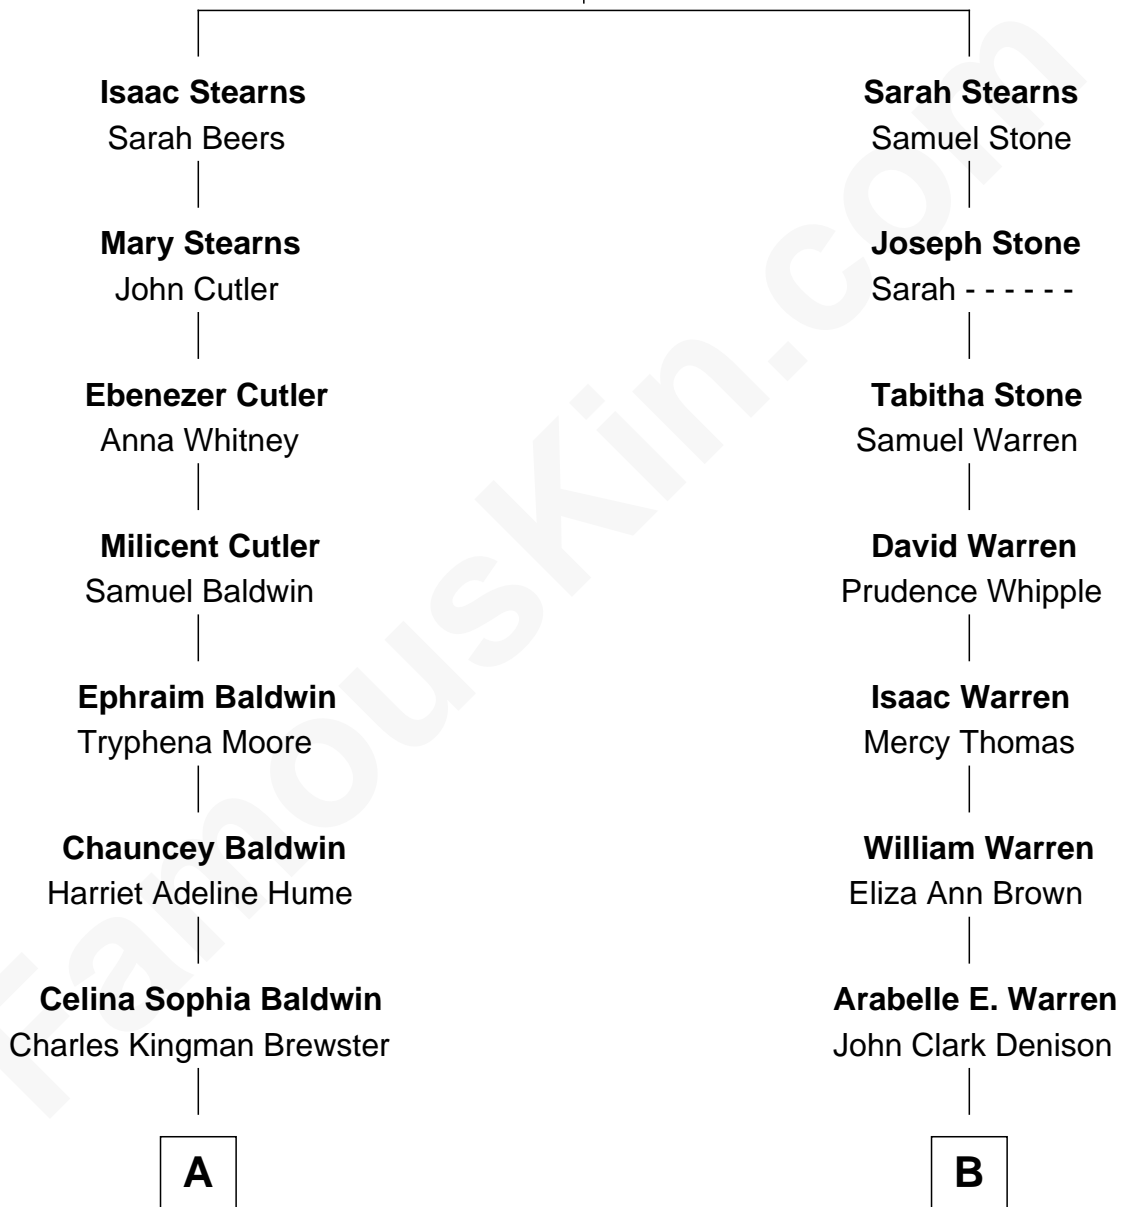 Isaac Stearns
Sarah Beers
Mary Stearns
John Cutler
Ebenezer Cutler
Anna Whitney
Milicent Cutler
Samuel Baldwin
Ephraim Baldwin
Tryphena Moore
Chauncey Baldwin
Harriet Adeline Hume
Celina Sophia Baldwin
Charles Kingman Brewster
A
Sarah Stearns
Samuel Stone
Joseph Stone
Sarah - - - - - -
Tabitha Stone
Samuel Warren
David Warren
Prudence Whipple
Isaac Warren
Mercy Thomas
William Warren
Eliza Ann Brown
Arabelle E. Warren
John Clark Denison
B
FamousKin.com